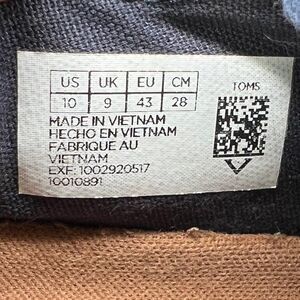 US UK EU CM
10 9 43 28
TOMS
MADE IN VIETNAM
HECHO EN VIETNAM
FABRIQUE AU
VIETNAM
EXF: 1002920517
10010891